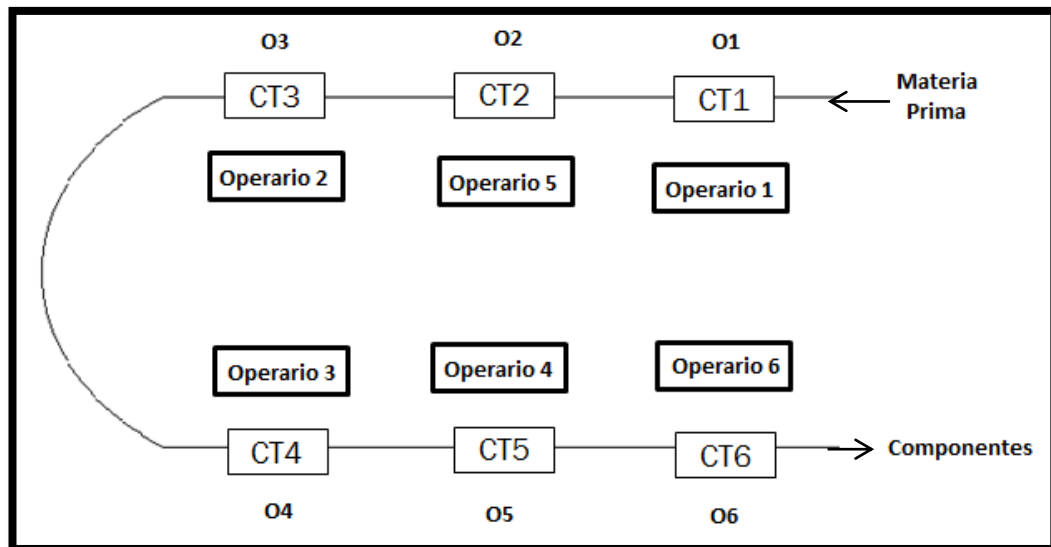 O3 O2 O1
CT3 CT2 CT1
Materia
Prima
Operario 2 Operario 5 Operario 1
Operario 3 Operario 4 Operario 6
CT4 CT5 CT6
Componentes
O4 O5 O6